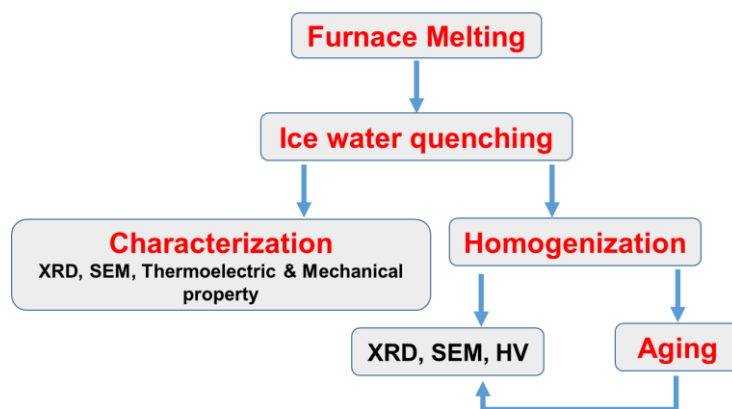 Furnace Melting
Ice water quenching
Characterization
XRD, SEM, Thermoelectric & Mechanical
property
Homogenization
XRD, SEM, HV
Aging